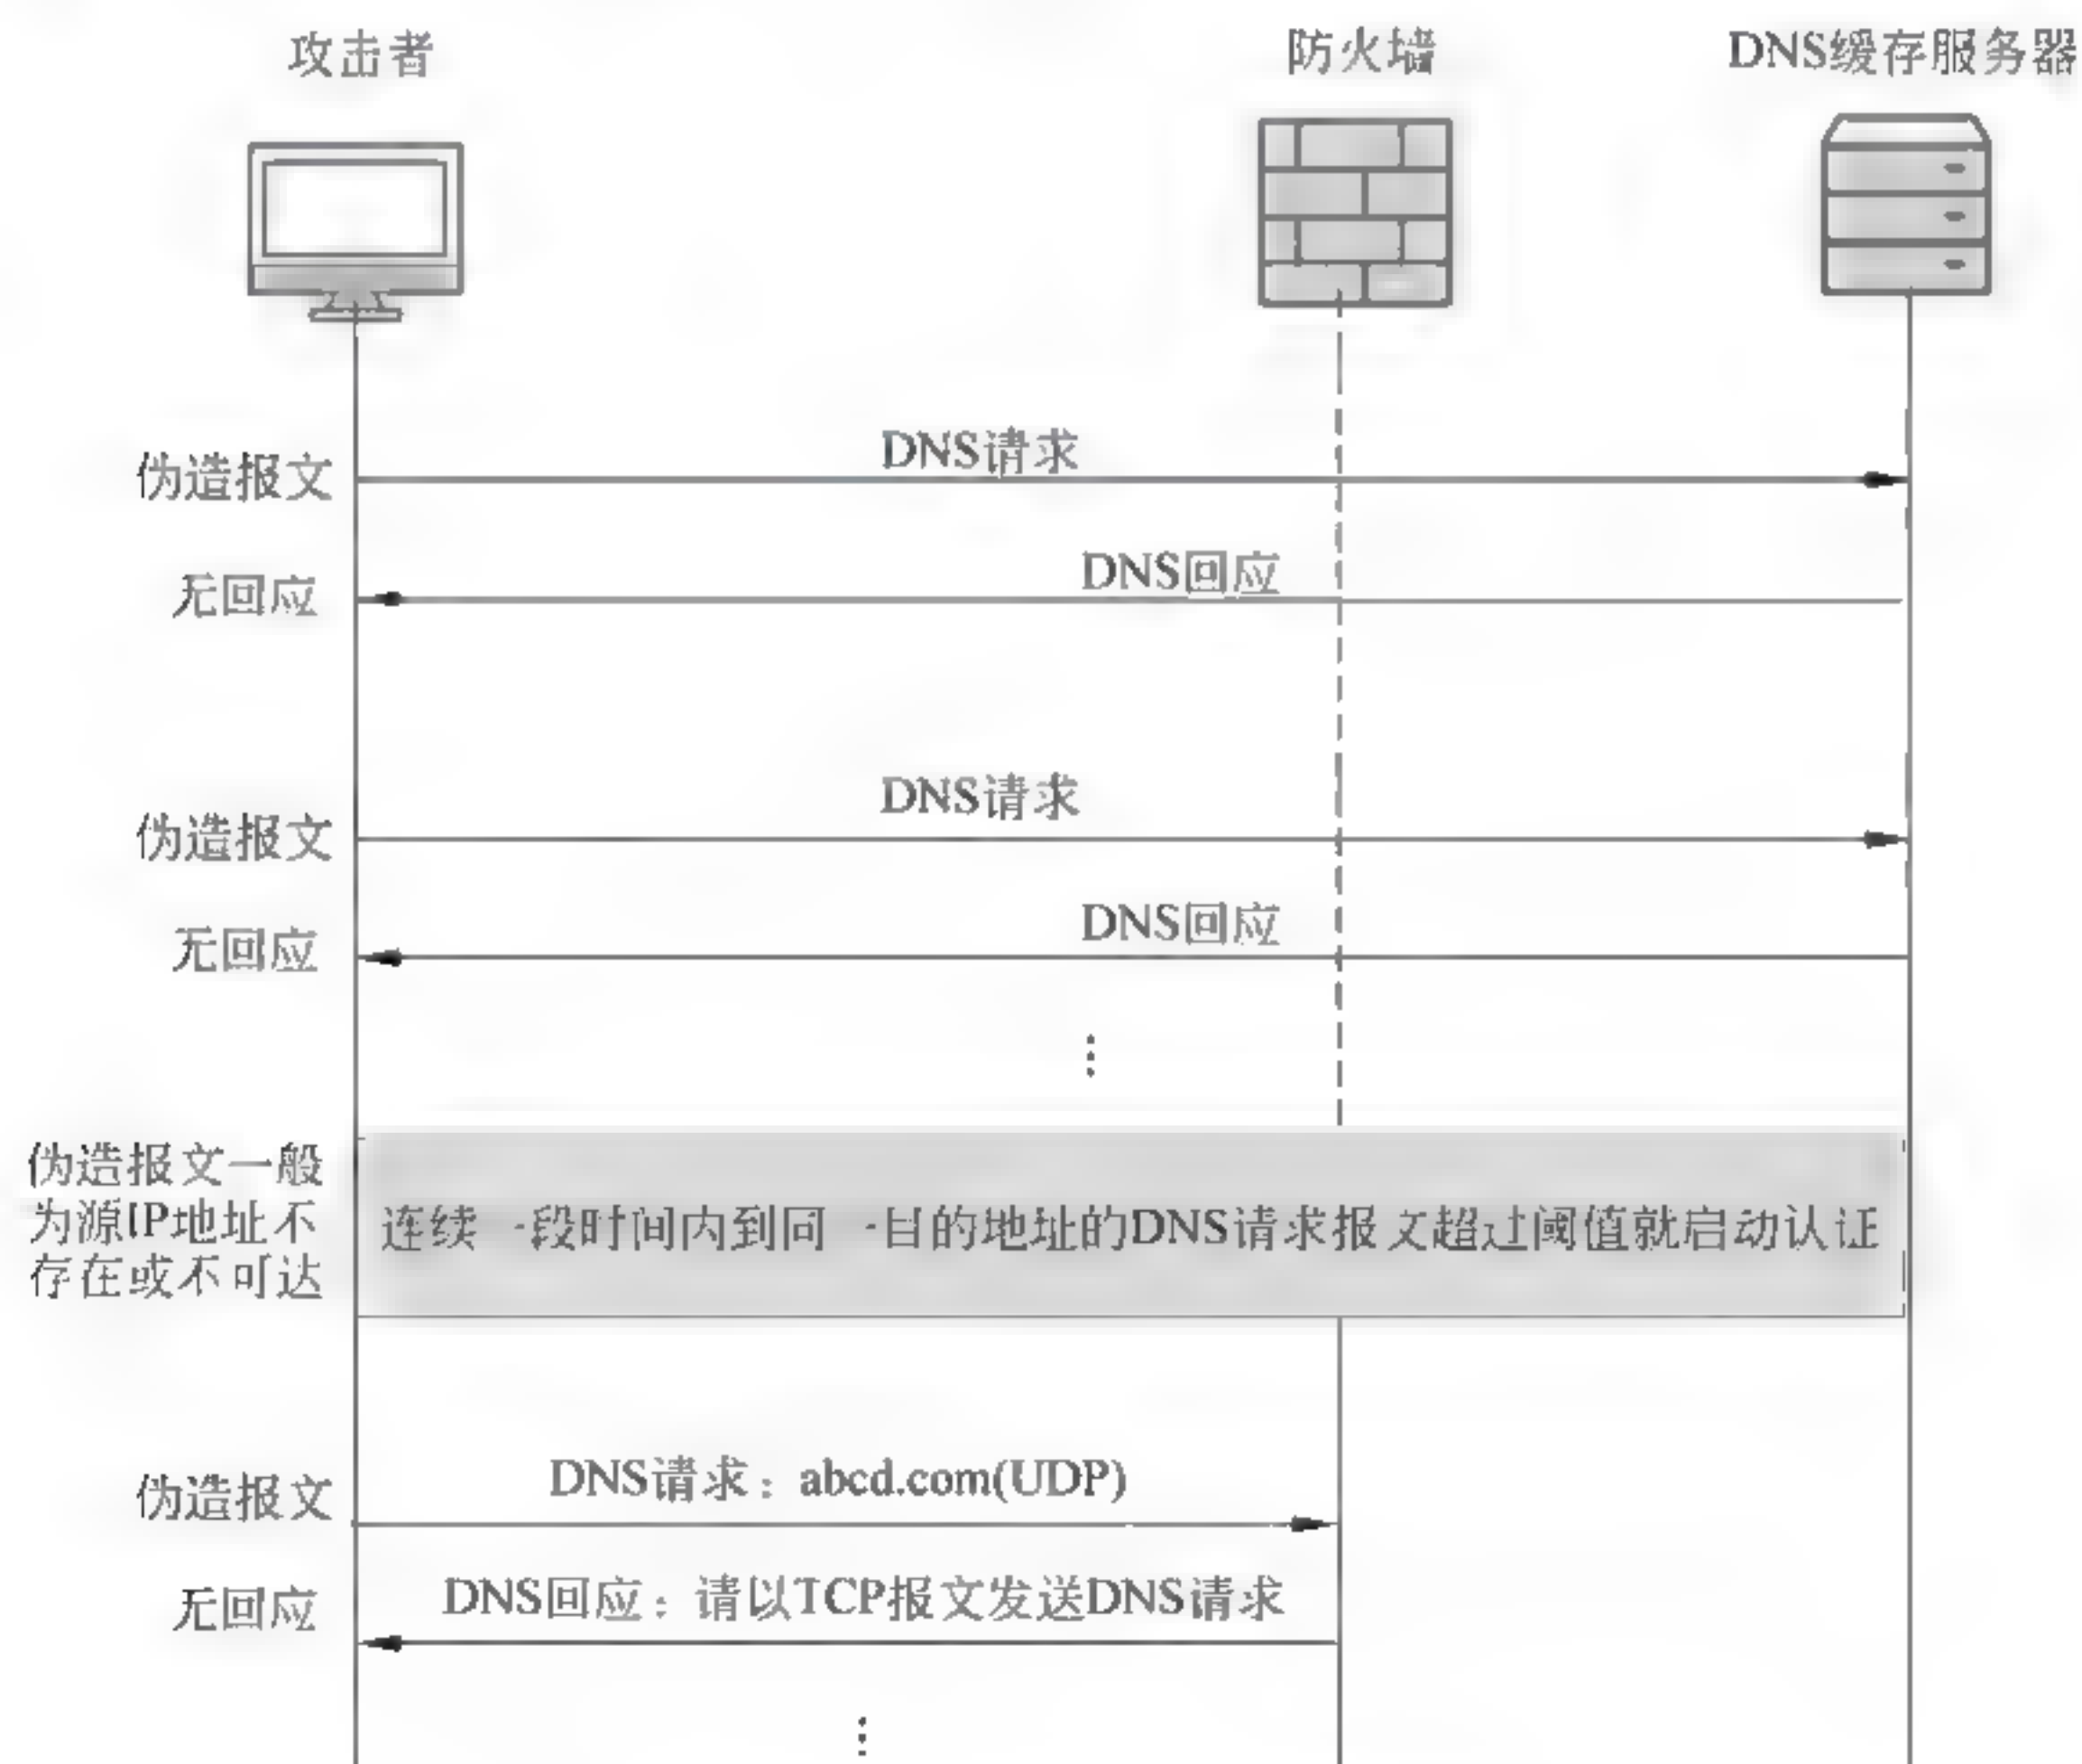 攻击者
防火墙
DNS缓存服务器
DNS请求
伪造报文
DNS回应
无回应
DNS请求
伪造报文
DNS回应
无回应
伪造报文一般
为源IP地址不
存在或不可达
连续一段时间内到同一目的地址的DNS请求报文超过阈值就启动认证
DNS请求：abcd.com(UDP)
伪造报文
DNS回应：请以TCP报文发送DNS请求
无回应